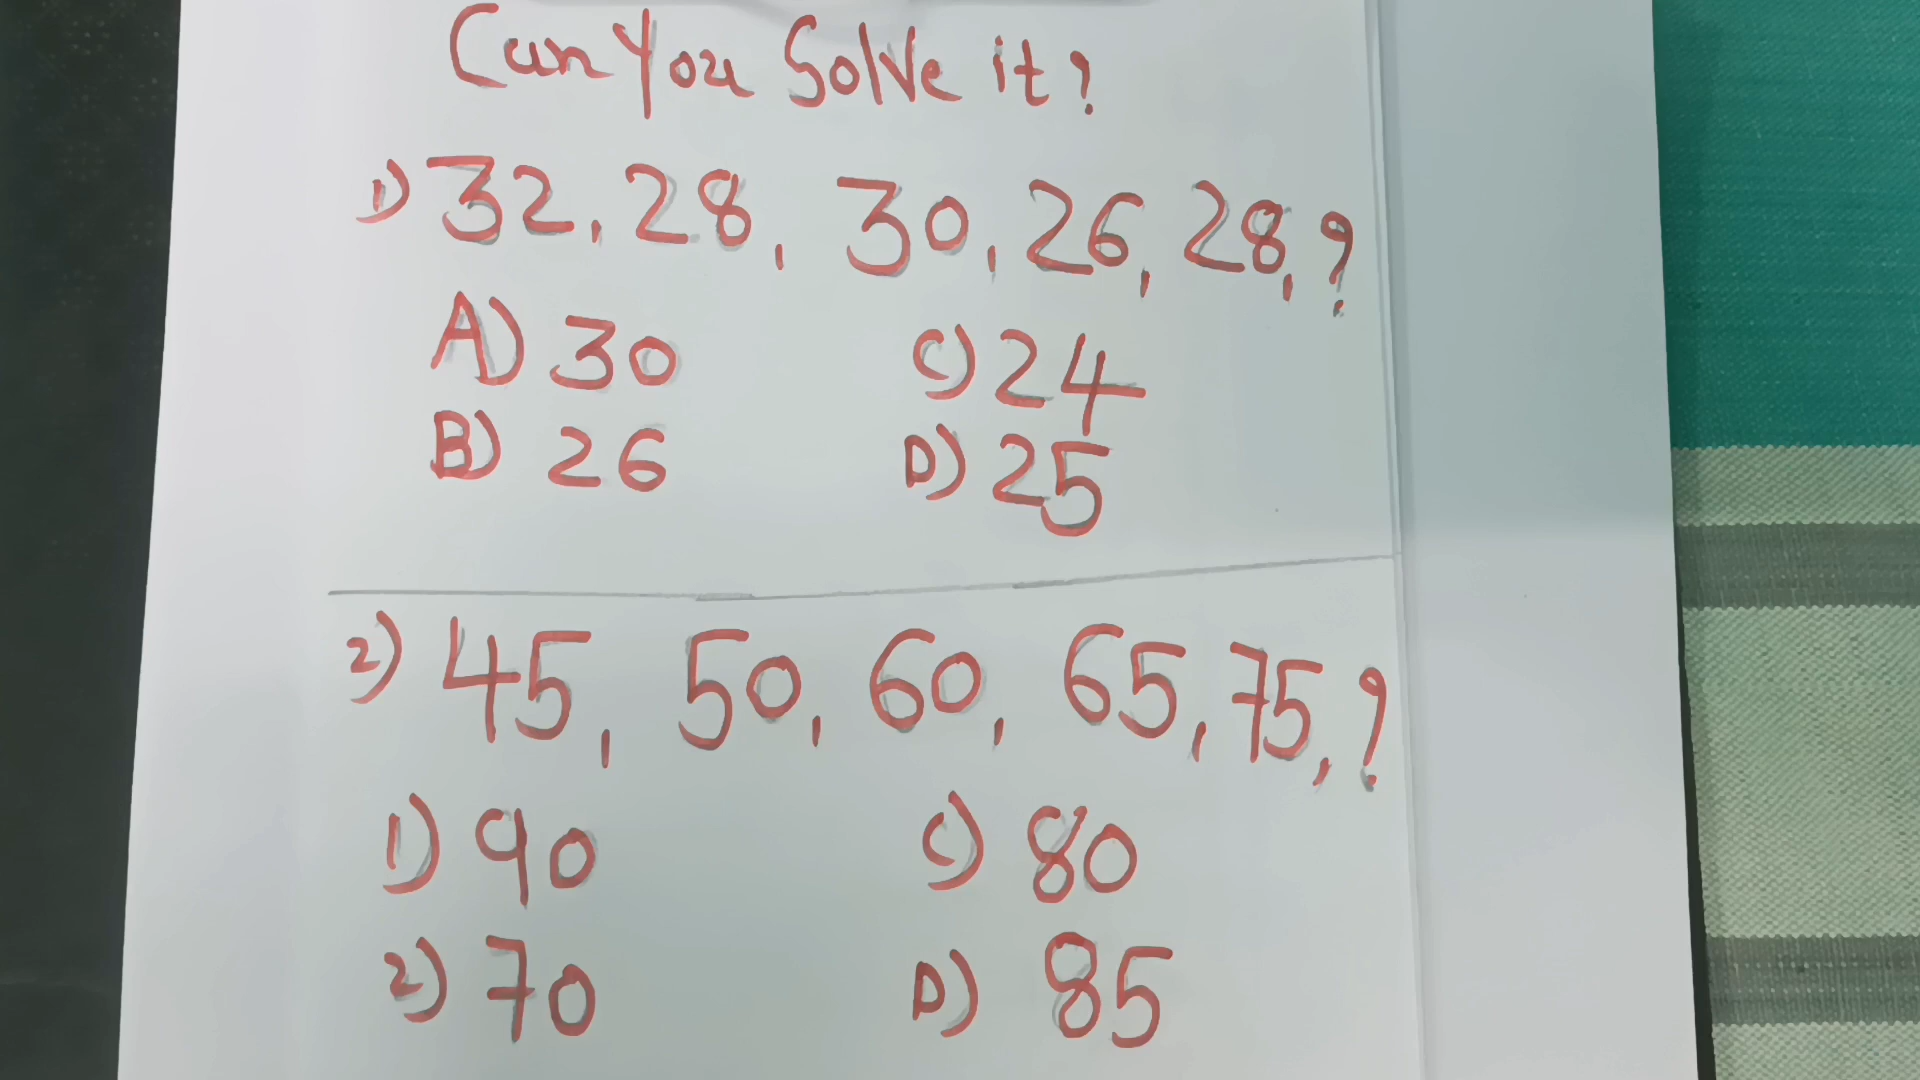 Can You Solve it?
1) 32, 28, 30, 26, 28, ?
A) 30 C) 24
B) 26 D) 25
2) 45, 50, 60, 65, 75, ?
1) 90 C) 80
2) 70 D) 85